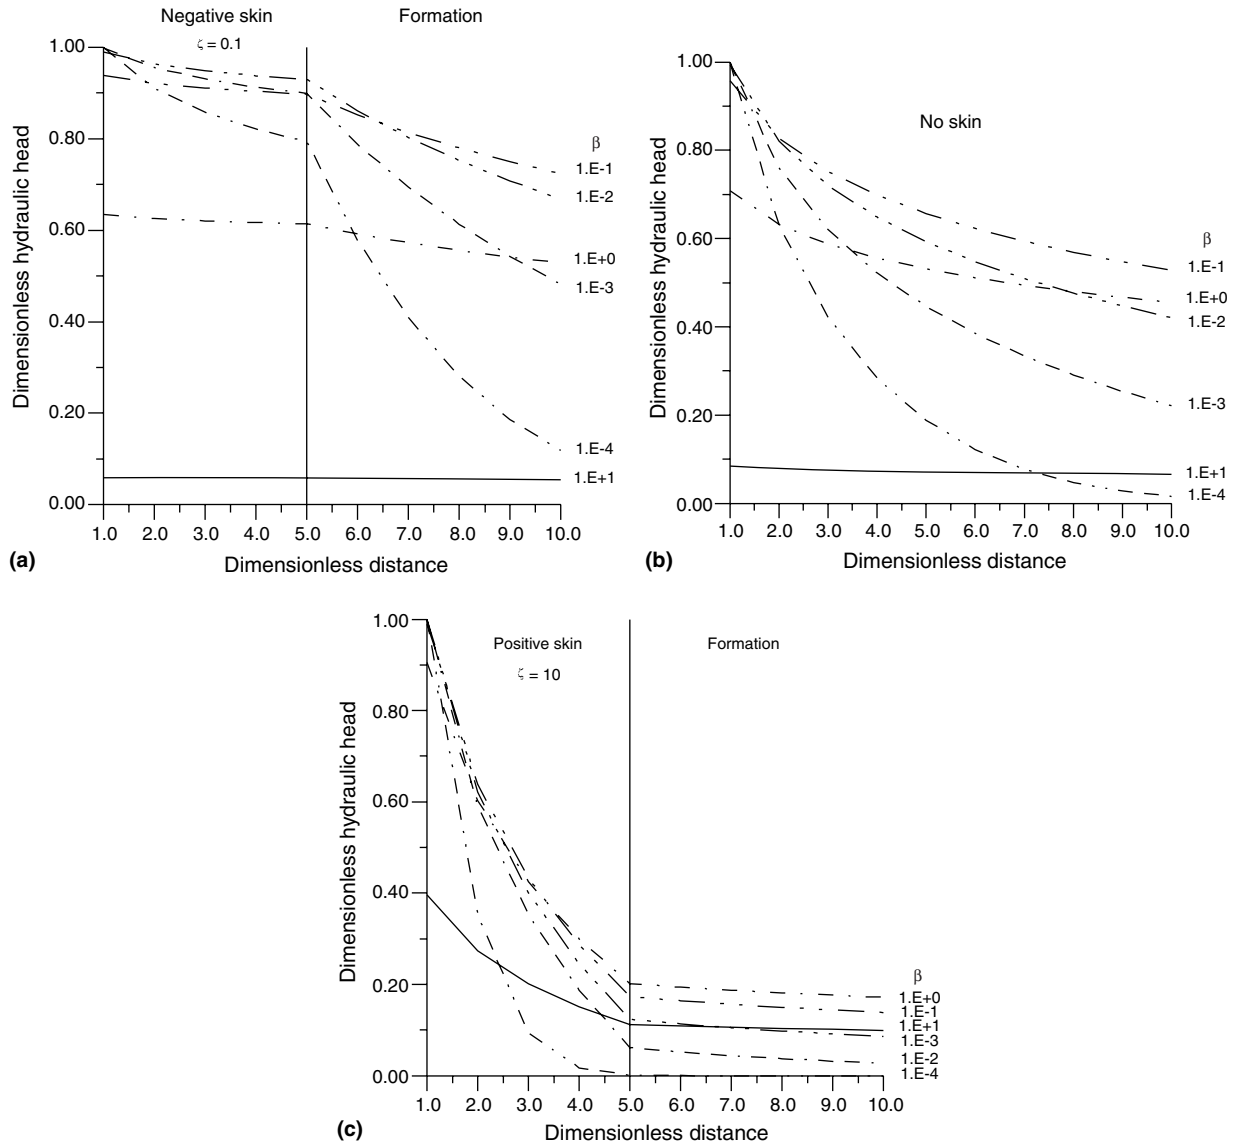 Negative skin Formation
ζ = 0.1
1.00
0.80
0.60
0.40
0.20
0.00
Dimensionless hydraulic head
β
1.E-1
1.E-2
1.E+0
1.E-3
1.E-4
1.E+1
1.0 2.0 3.0 4.0 5.0 6.0 7.0 8.0 9.0 10.0
Dimensionless distance
(a)
No skin
1.00
0.80
0.60
0.40
0.20
0.00
Dimensionless hydraulic head
β
1.E-1
1.E+0
1.E-2
1.E-3
1.E+1
1.E-4
1.0 2.0 3.0 4.0 5.0 6.0 7.0 8.0 9.0 10.0
Dimensionless distance
(b)
Positive skin Formation
ζ = 10
1.00
0.80
0.60
0.40
0.20
0.00
Dimensionless hydraulic head
β
1.E+0
1.E-1
1.E+1
1.E-3
1.E-2
1.E-4
1.0 2.0 3.0 4.0 5.0 6.0 7.0 8.0 9.0 10.0
Dimensionless distance
(c)